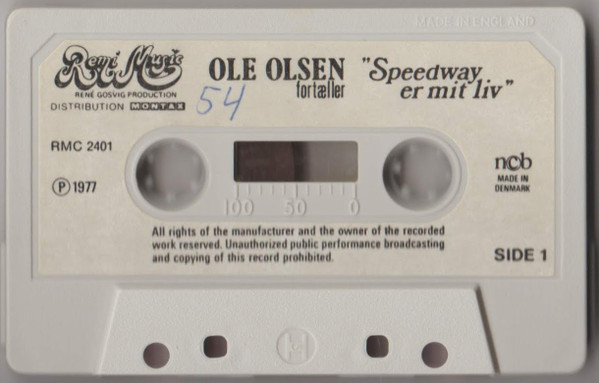 MADE IN ENGLAND
Remi Music
RENÉ GOSVIG PRODUCTION
DISTRIBUTION MONTAX
OLE OLSEN
fortæller
"Speedway
er mit liv"
54
RMC 2401
Ⓟ 1977
100 50 0
ncb
MADE IN
DENMARK
All rights of the manufacturer and the owner of the recorded
work reserved. Unauthorized public performance broadcasting
and copying of this record prohibited.
SIDE 1